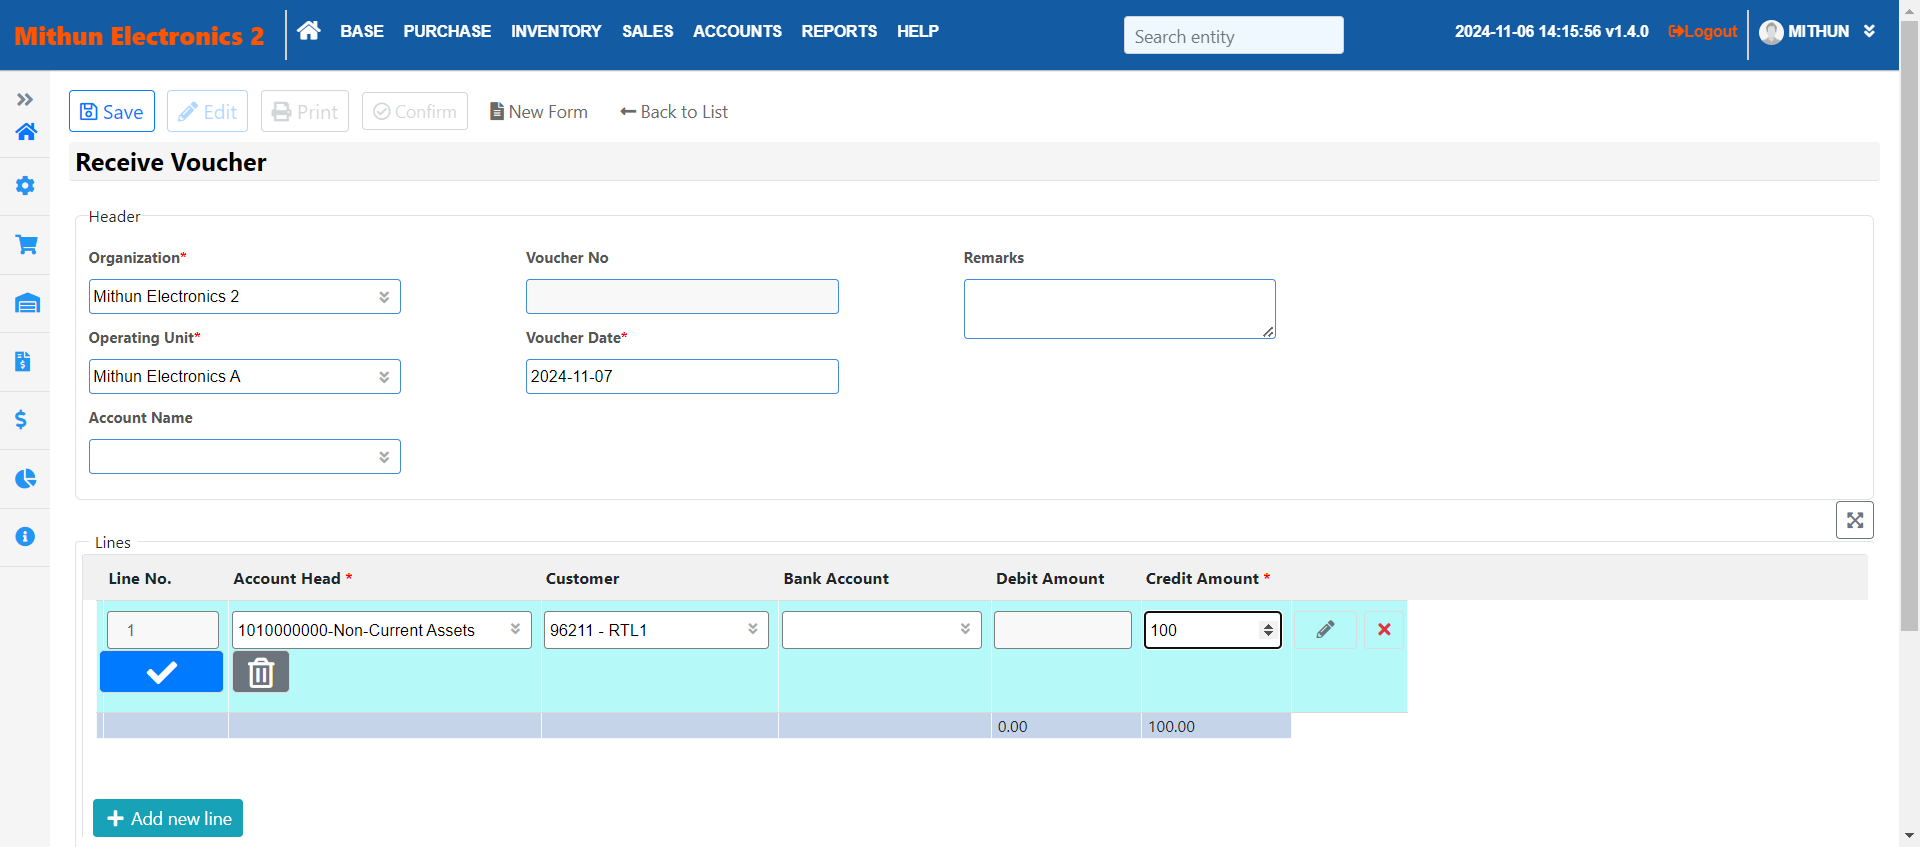 Mithun Electronics 2 BASE PURCHASE INVENTORY SALES ACCOUNTS REPORTS HELP Search entity 2024-11-06 14:15:56 v1.4.0 Logout MITHUN
Save Edit Print Confirm New Form Back to List
Receive Voucher
Header
Organization* Voucher No Remarks
Mithun Electronics 2
Operating Unit* Voucher Date*
Mithun Electronics A 2024-11-07
Account Name
Lines
Line No. Account Head * Customer Bank Account Debit Amount Credit Amount *
1 1010000000-Non-Current Assets 96211 - RTL1 100
0.00 100.00
Add new line